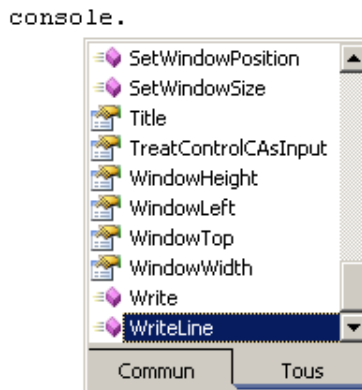 console.
SetWindowPosition
SetWindowSize
Title
TreatControlCAsInput
WindowHeight
WindowLeft
WindowTop
WindowWidth
Write
WriteLine
Commun Tous